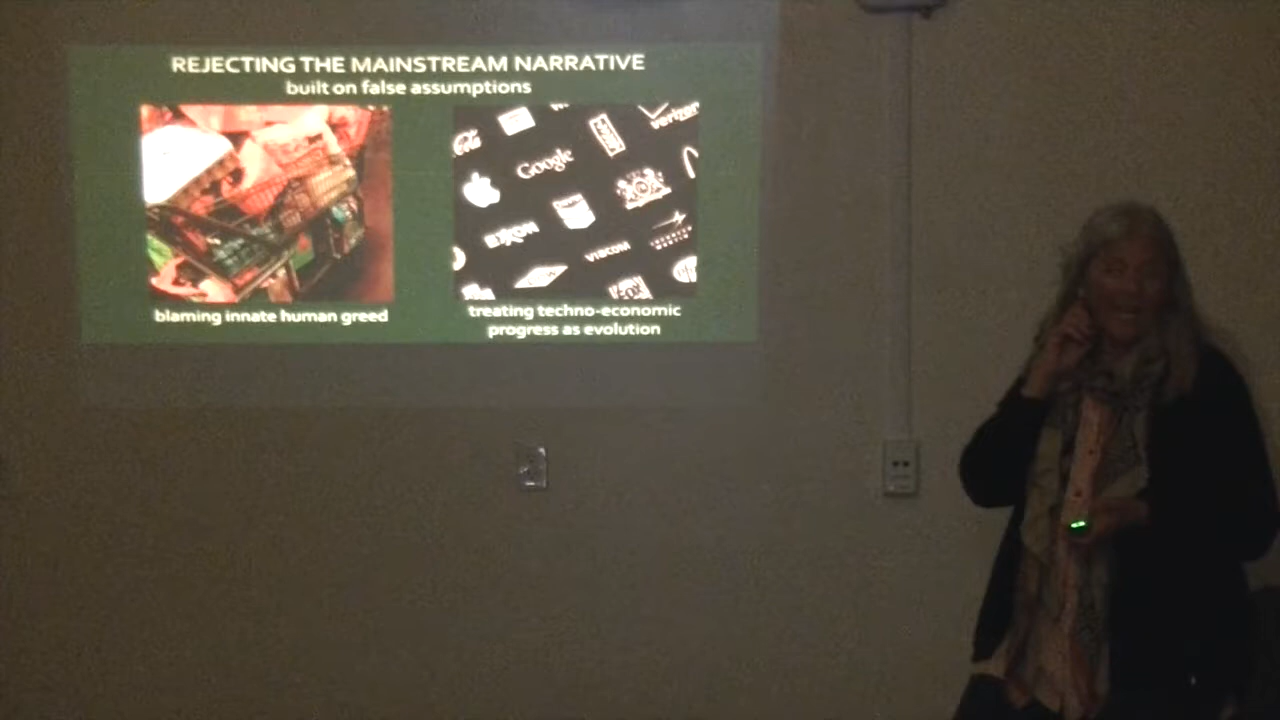 REJECTING THE MAINSTREAM NARRATIVE
built on false assumptions
verizon
Google
EXXON
VIACOM
FOX
blaming innate human greed
treating techno-economic
progress as evolution